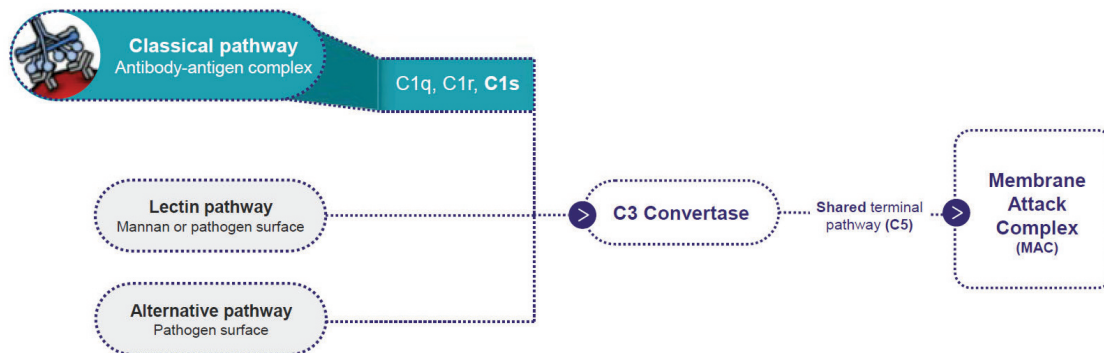 Classical pathway
Antibody-antigen complex
C1q, C1r, C1s
Lectin pathway
Mannan or pathogen surface
C3 Convertase
Shared terminal
pathway (C5)
Membrane
Attack
Complex
(MAC)
Alternative pathway
Pathogen surface